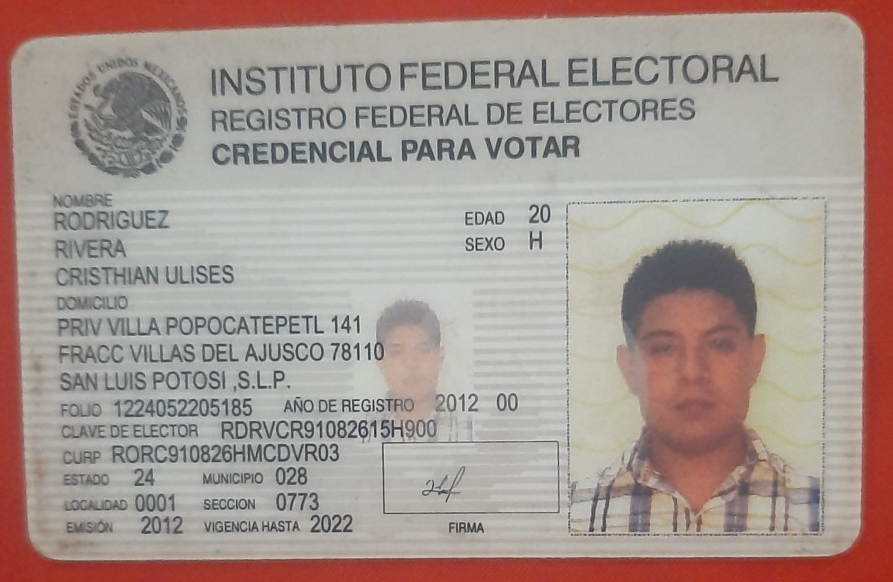 ESTADOS UNIDOS MEXICANOS
INSTITUTO FEDERAL ELECTORAL
REGISTRO FEDERAL DE ELECTORES
CREDENCIAL PARA VOTAR
NOMBRE
RODRIGUEZ
RIVERA
CRISTHIAN ULISES
EDAD 20
SEXO H
DOMICILIO
PRIV VILLA POPOCATEPETL 141
FRACC VILLAS DEL AJUSCO 78110
SAN LUIS POTOSI ,S.L.P.
FOLIO 1224052205185 AÑO DE REGISTRO 2012 00
CLAVE DE ELECTOR RDRVCR91082615H900
CURP RORC910826HMCDVR03
ESTADO 24 MUNICIPIO 028
LOCALIDAD 0001 SECCION 0773
EMISIÓN 2012 VIGENCIA HASTA 2022
FIRMA